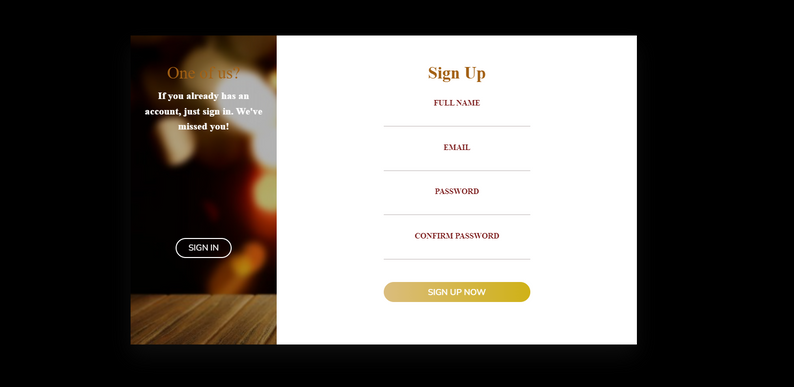 One of us?
If you already has an
account, just sign in. We've
missed you!
SIGN IN
Sign Up
FULL NAME
EMAIL
PASSWORD
CONFIRM PASSWORD
SIGN UP NOW